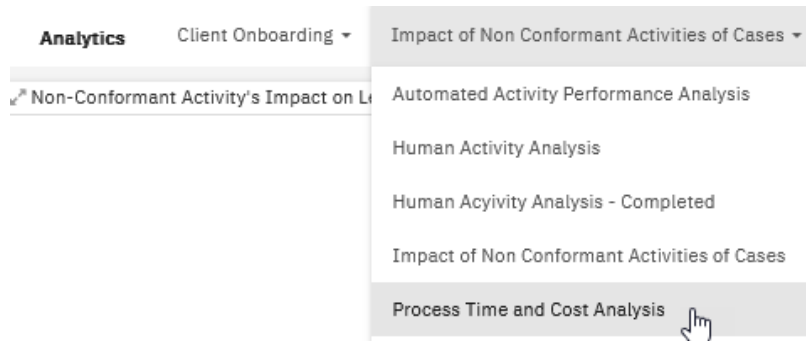 Analytics Client Onboarding Impact of Non Conformant Activities of Cases
Non-Conformant Activity's Impact on
Automated Activity Performance Analysis
Human Activity Analysis
Human Acyivity Analysis - Completed
Impact of Non Conformant Activities of Cases
Process Time and Cost Analysis